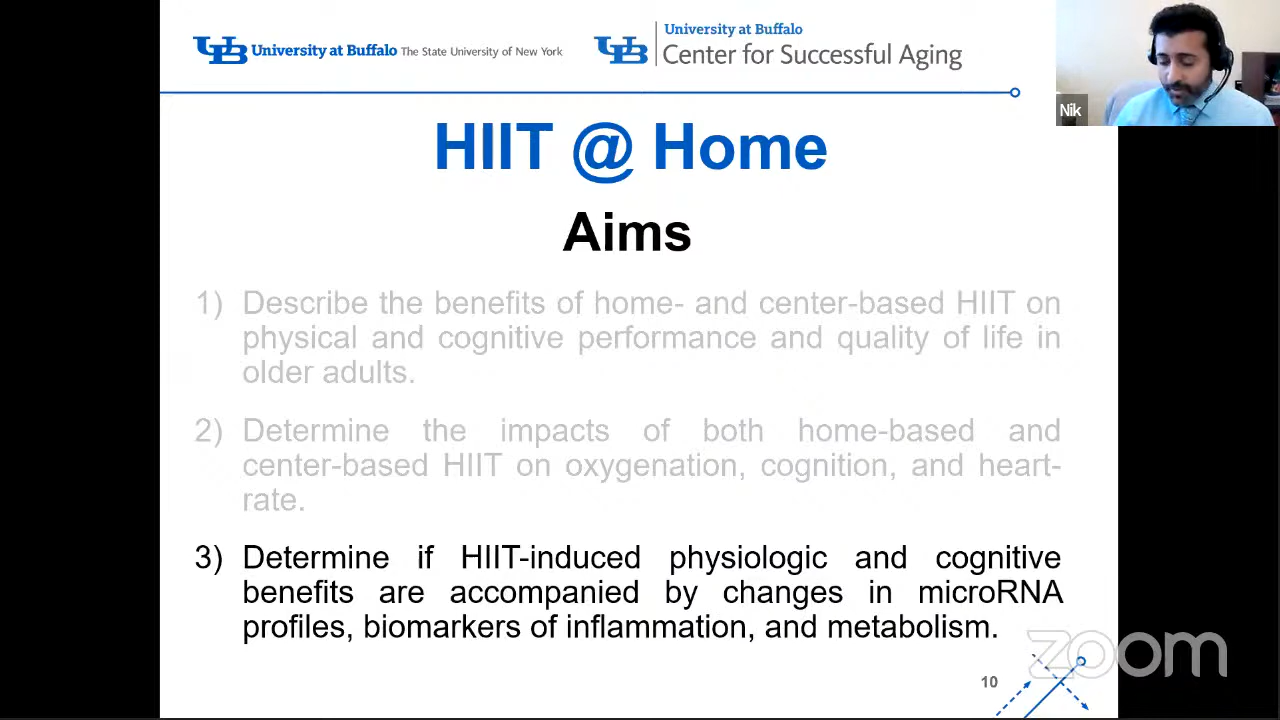 University at Buffalo The State University of New York
University at Buffalo
Center for Successful Aging
Nik
HIIT @ Home
Aims
1) Describe the benefits of home- and center-based HIIT on
physical and cognitive performance and quality of life in
older adults.
2) Determine the impacts of both home-based and
center-based HIIT on oxygenation, cognition, and heart-
rate.
3) Determine if HIIT-induced physiologic and cognitive
benefits are accompanied by changes in microRNA
profiles, biomarkers of inflammation, and metabolism.
zoom
10